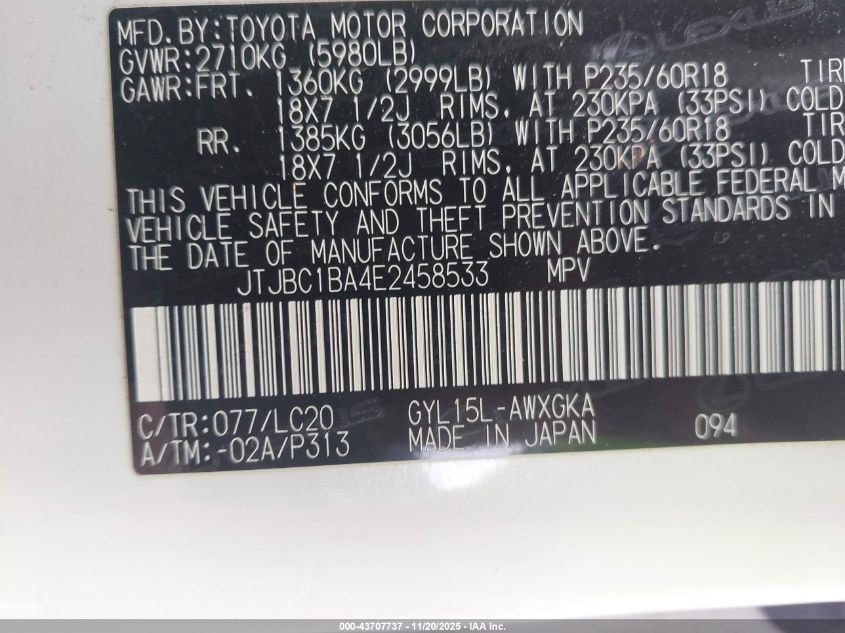 MFD.BY:TOYOTA MOTOR CORPORATION
GVWR:2710KG (5980LB)
GAWR:FRT. 1360KG (2999LB) WITH P235/60R18 TIR
18X7 1/2J RIMS, AT 230KPA (33PSI) COLD
RR. 1385KG (3056LB) WITH P235/60R18 TIR
18X7 1/2J RIMS, AT 230KPA (33PSI) COLD
THIS VEHICLE CONFORMS TO ALL APPLICABLE FEDERAL M
VEHICLE SAFETY AND THEFT PREVENTION STANDARDS IN
THE DATE OF MANUFACTURE SHOWN ABOVE.
JTJBC1BA4E2458533 MPV
C/TR:077/LC20 GYL15L-AWXGKA
A/TM:-02A/P313 MADE IN JAPAN 094
LEXUS
000-43707737 - 11/20/2025 - IAA Inc.